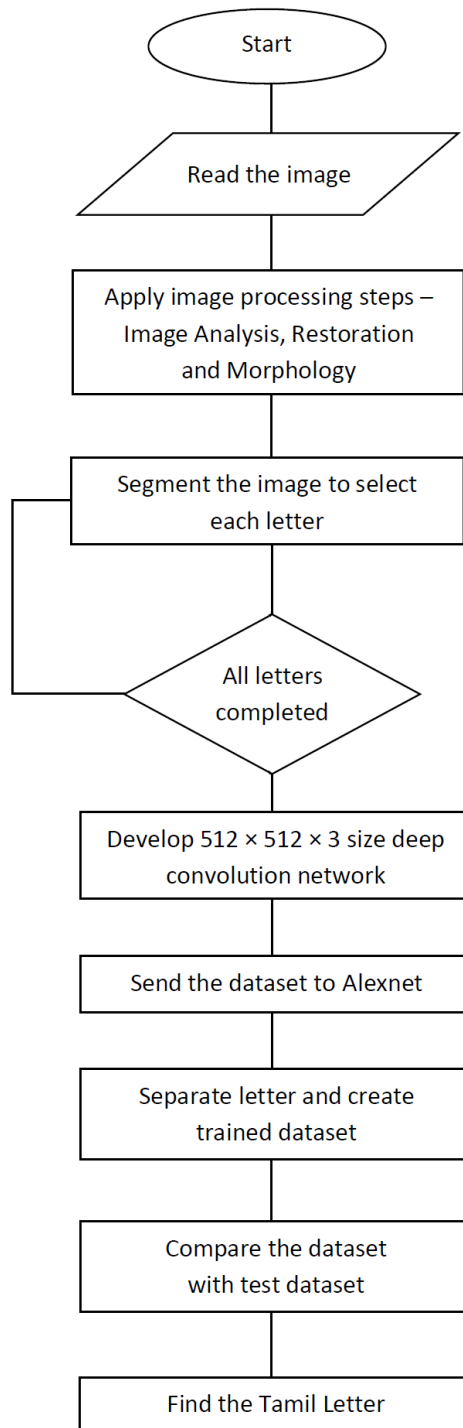 Start
Read the image
Apply image processing steps –
Image Analysis, Restoration
and Morphology
Segment the image to select
each letter
All letters
completed
Develop 512 × 512 × 3 size deep
convolution network
Send the dataset to Alexnet
Separate letter and create
trained dataset
Compare the dataset
with test dataset
Find the Tamil Letter